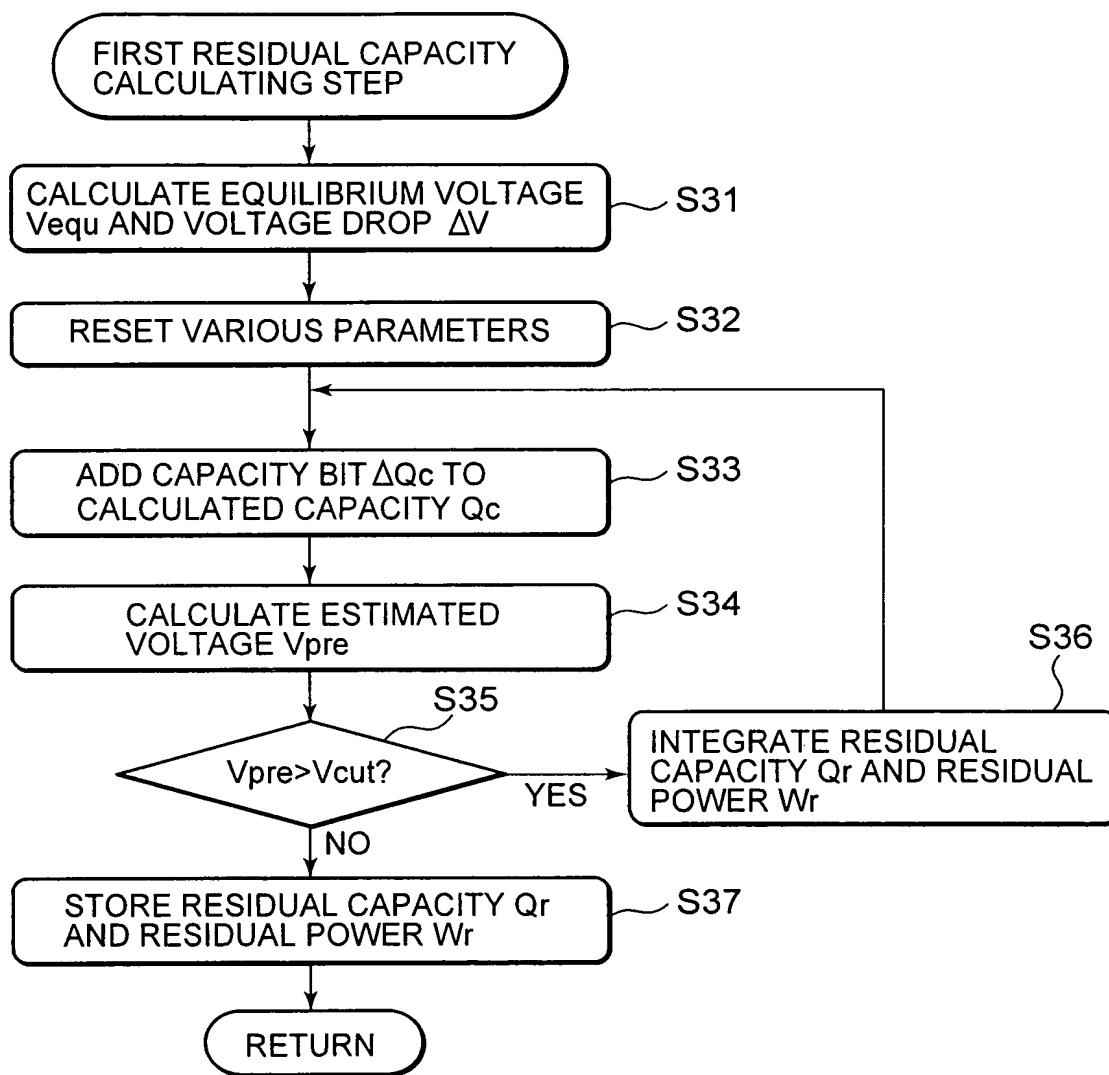 FIRST RESIDUAL CAPACITY
CALCULATING STEP
CALCULATE EQUILIBRIUM VOLTAGE
Vequ AND VOLTAGE DROP ΔV
S31
RESET VARIOUS PARAMETERS
S32
ADD CAPACITY BIT ΔQc TO
CALCULATED CAPACITY Qc
S33
CALCULATE ESTIMATED
VOLTAGE Vpre
S34
Vpre>Vcut?
S35
YES
NO
INTEGRATE RESIDUAL
CAPACITY Qr AND RESIDUAL
POWER Wr
S36
STORE RESIDUAL CAPACITY Qr
AND RESIDUAL POWER Wr
S37
RETURN